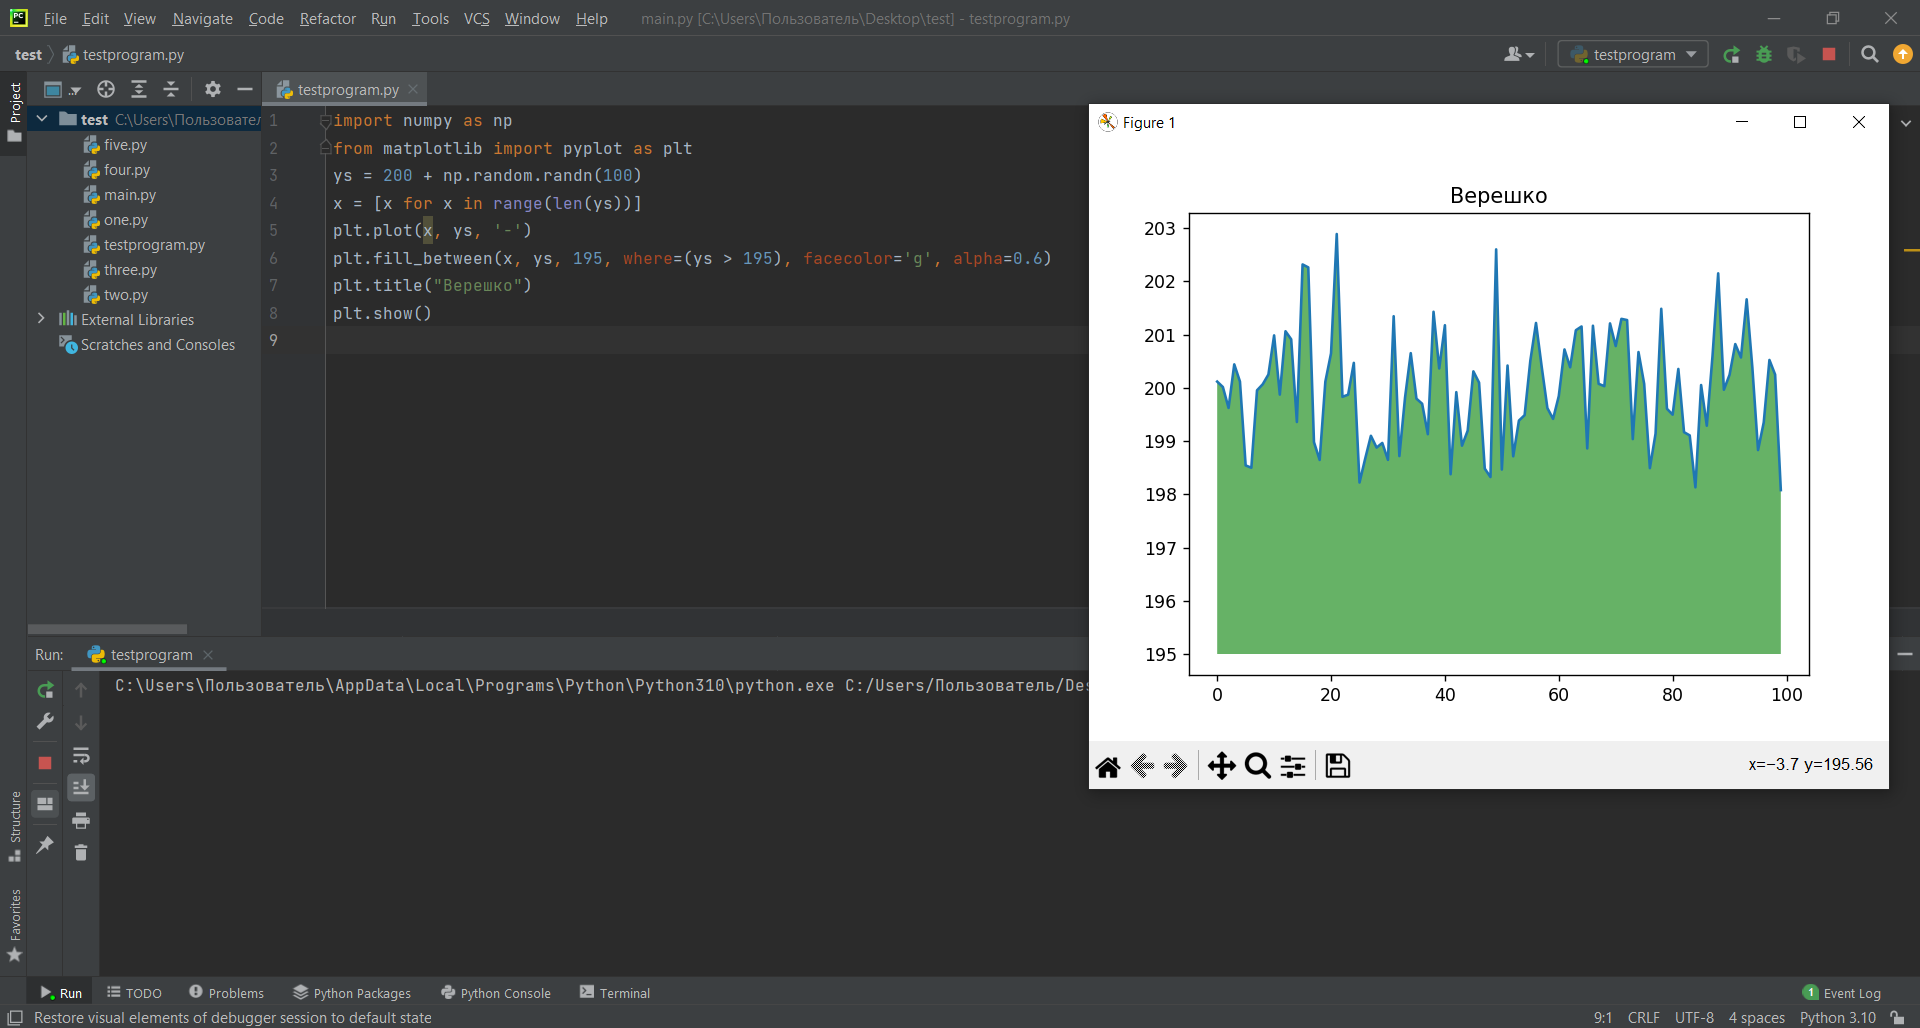 File Edit View Navigate Code Refactor Run Tools VCS Window Help main.py [C:\Users\Пользователь\Desktop\test] - testprogram.py
test testprogram.py
testprogram
Project
testprogram.py
test C:\Users\Пользовател
five.py
four.py
main.py
one.py
testprogram.py
three.py
two.py
External Libraries
Scratches and Consoles
1 import numpy as np
2 from matplotlib import pyplot as plt
3 ys = 200 + np.random.randn(100)
4 x = [x for x in range(len(ys))]
5 plt.plot(x, ys, '-')
6 plt.fill_between(x, ys, 195, where=(ys > 195), facecolor='g', alpha=0.6)
7 plt.title("Верешко")
8 plt.show()
9
Figure 1
Верешко
203
202
201
200
199
198
197
196
195
0 20 40 60 80 100
x=−3.7 y=195.56
Run: testprogram
C:\Users\Пользователь\AppData\Local\Programs\Python\Python310\python.exe C:/Users/Пользователь/Des
Structure
Favorites
Run TODO Problems Python Packages Python Console Terminal 1 Event Log
Restore visual elements of debugger session to default state 9:1 CRLF UTF-8 4 spaces Python 3.10